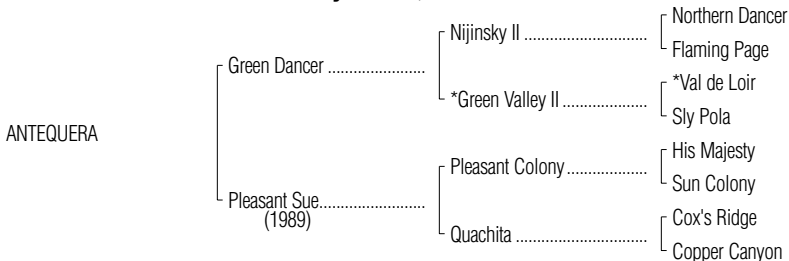 Northern Dancer
Nijinsky II
Flaming Page
Green Dancer
*Val de Loir
*Green Valley II
Sly Pola
ANTEQUERA
His Majesty
Pleasant Colony
Sun Colony
Pleasant Sue
(1989)
Cox's Ridge
Quachita
Copper Canyon